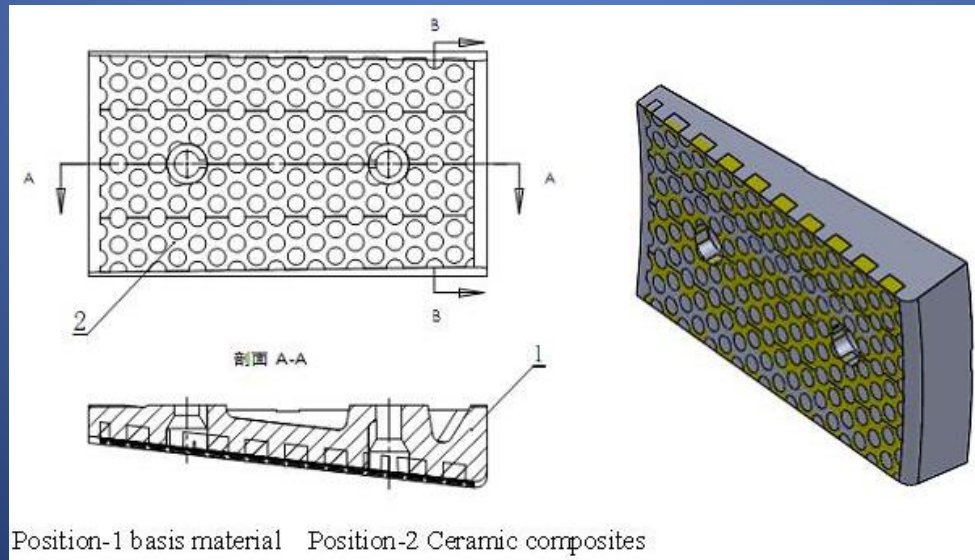 B
A
A
B
2
剖面 A-A
1
Position-1 basis material Position-2 Ceramic composites